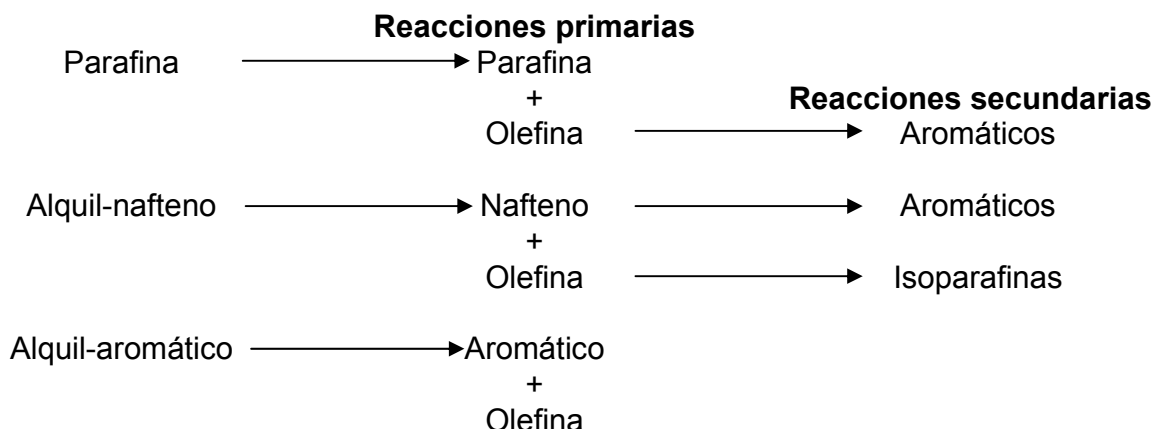 Reacciones primarias
Parafina Parafina
+
Reacciones secundarias
Olefina Aromáticos
Alquil-nafteno Nafteno Aromáticos
+
Olefina Isoparafinas
Alquil-aromático Aromático
+
Olefina